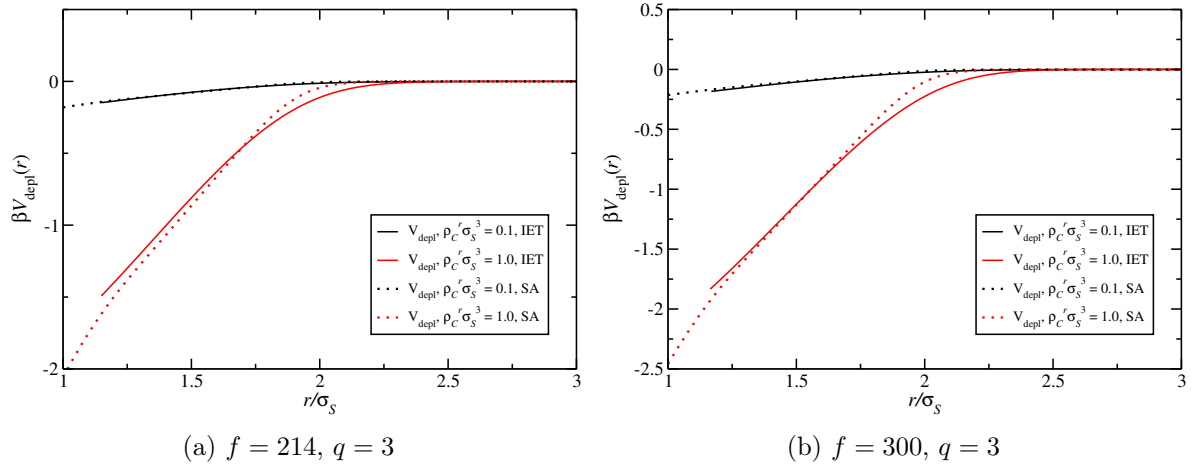 0
-1
-2
1
1.5
2
2.5
3
r/σ_S
βV_depl(r)
V_depl, ρ_C^r σ_S^3 = 0.1, IET
V_depl, ρ_C^r σ_S^3 = 1.0, IET
V_depl, ρ_C^r σ_S^3 = 0.1, SA
V_depl, ρ_C^r σ_S^3 = 1.0, SA
(a) f = 214, q = 3
0.5
0
-0.5
-1
-1.5
-2
-2.5
1
1.5
2
2.5
3
r/σ_S
βV_depl(r)
V_depl, ρ_C^r σ_S^3 = 0.1, IET
V_depl, ρ_C^r σ_S^3 = 1.0, IET
V_depl, ρ_C^r σ_S^3 = 0.1, SA
V_depl, ρ_C^r σ_S^3 = 1.0, SA
(b) f = 300, q = 3